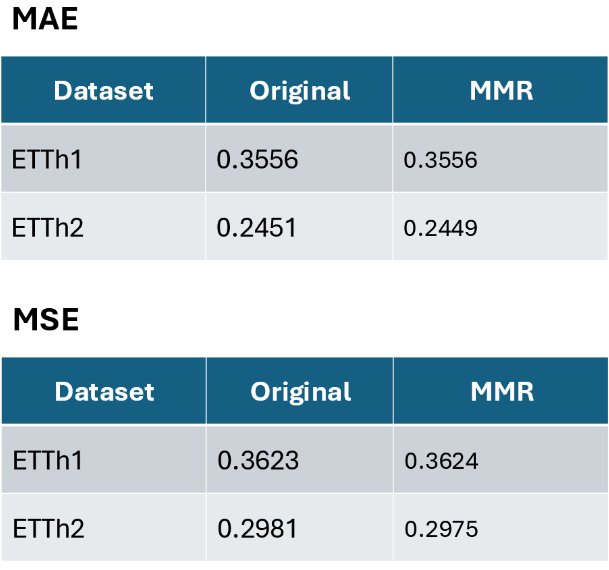 MAE
Dataset Original MMR
ETTh1 0.3556 0.3556
ETTh2 0.2451 0.2449
MSE
Dataset Original MMR
ETTh1 0.3623 0.3624
ETTh2 0.2981 0.2975